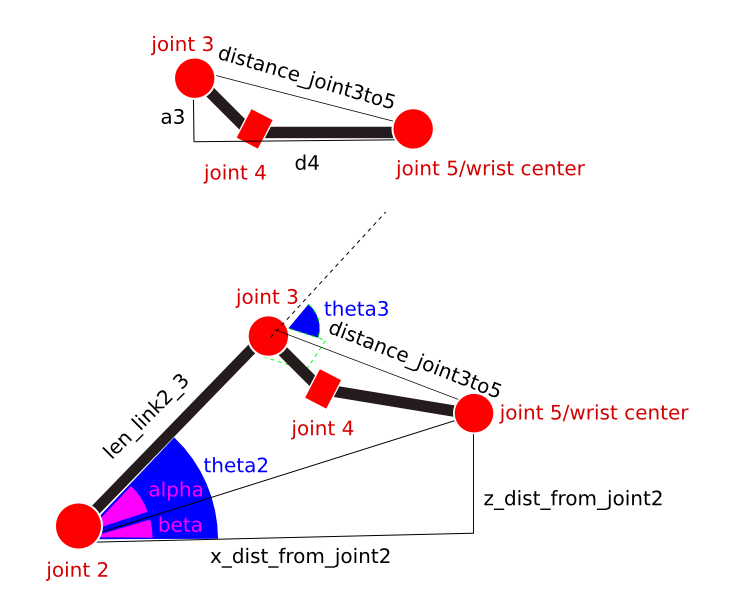 joint 3
distance_joint3to5
a3
joint 4
d4
joint 5/wrist center
joint 3
theta3
distance_joint3to5
len_link2_3
joint 4
joint 5/wrist center
theta2
alpha
beta
z_dist_from_joint2
x_dist_from_joint2
joint 2